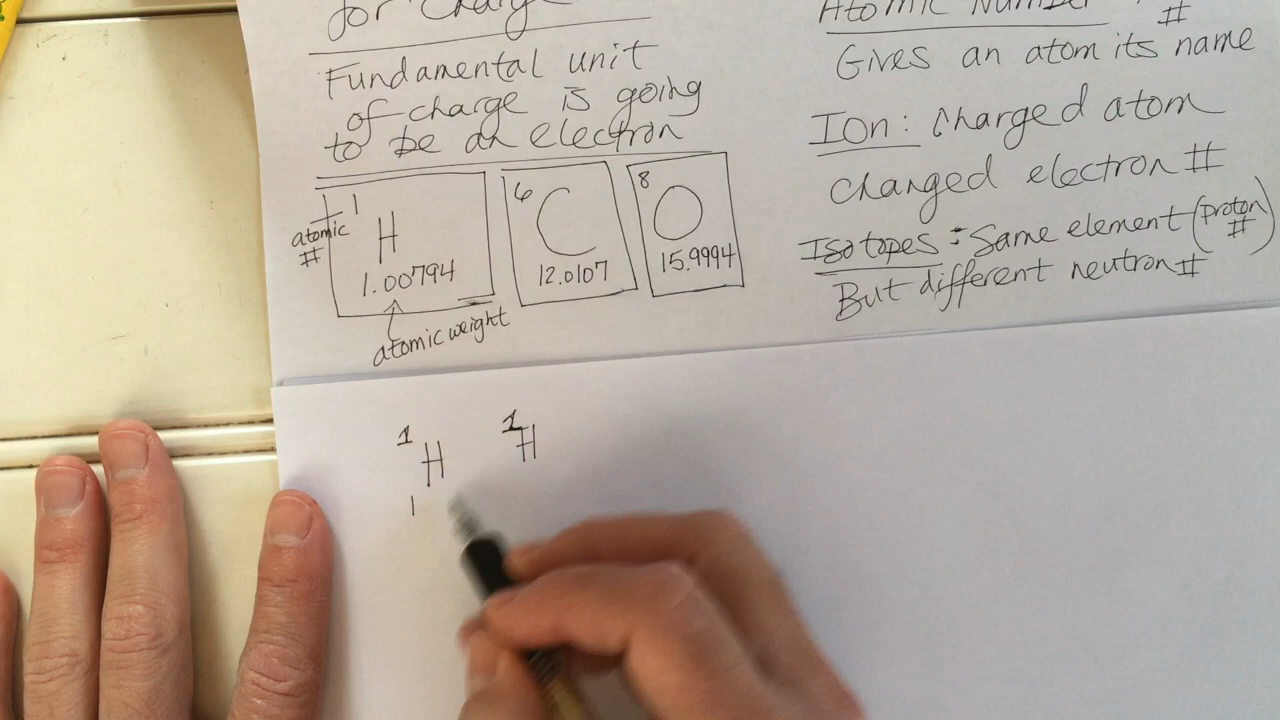 for Charge
Fundamental unit
of charge is going
to be an electron
atomic
#
1
H
1.00794
atomic weight
6
C
12.0107
8
O
15.9994
Atomic Number
#
Gives an atom its name
Ion: Charged atom
changed electron #
Isotopes: Same element (proton
#)
But different neutron #
1
H
1
1
H